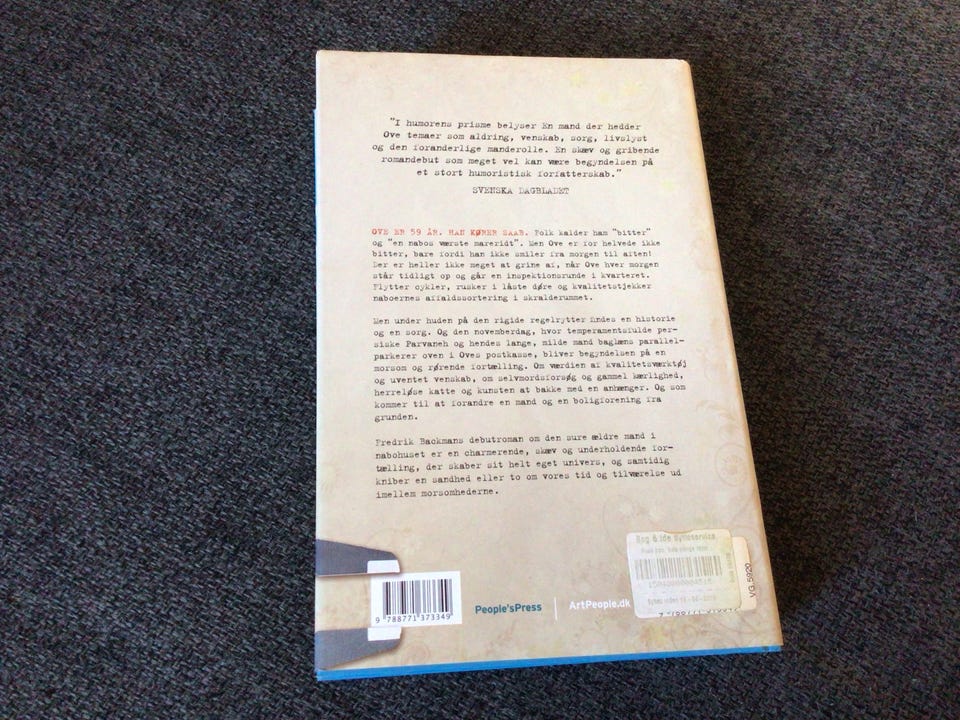 "I humorens prisme belyser En mand der hedder
Ove temaer som aldring, venskab, sorg, livslyst
og den foranderlige manderolle. En skæv og gribende
romandebut som meget vel kan være begyndelsen på
et stort humoristisk forfatterskab."
SVENSKA DAGBLADET
OVE ER 59 ÅR. HAN KØRER SAAB. Folk kalder ham "bitter"
og "en nabos værste mareridt". Men Ove er for helvede ikke
bitter, bare fordi han ikke smiler fra morgen til aften!
Der er heller ikke meget at grine af, når Ove hver morgen
står tidligt op og går en inspektionsrunde i kvarteret.
Flytter cykler, rusker i låste døre og kvalitetstjekker
naboernes affaldssortering i skralderummet.
Men under huden på den rigide regelrytter findes en historie
og en sorg. Og den novemberdag, hvor temperamentsfulde per-
siske Parvaneh og hendes lange, milde mand baglæns parallel-
parkerer oven i Oves postkasse, bliver begyndelsen på en
morsom og rørende fortælling. Om værdien af kvalitetsværktøj
og uventet venskab, om selvmordsforsøg og gammel kærlighed,
herreløse katte og kunsten at bakke med en anhænger. Og som
kommer til at forandre en mand og en boligforening fra
grunden.
Fredrik Backmans debutroman om den sure ældre mand i
nabohuset er en charmerende, skæv og underholdende for-
tælling, der skaber sit helt eget univers, og samtidig
kniber en sandhed eller to om vores tid og tilværelse ud
imellem morsomhederne.
9 788771 373349
People'sPress
ArtPeople.dk
Bog & Ide Bytteservice
VG.5920